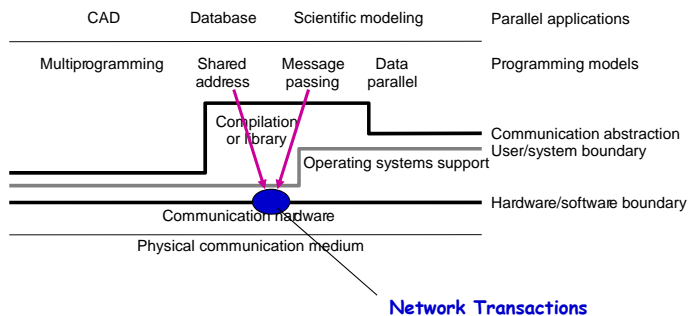 CAD Database Scientific modeling Parallel applications
Multiprogramming Shared address Message passing Data parallel Programming models
Compilation or library
Communication abstraction
User/system boundary
Operating systems support
Hardware/software boundary
Communication hardware
Physical communication medium
Network Transactions